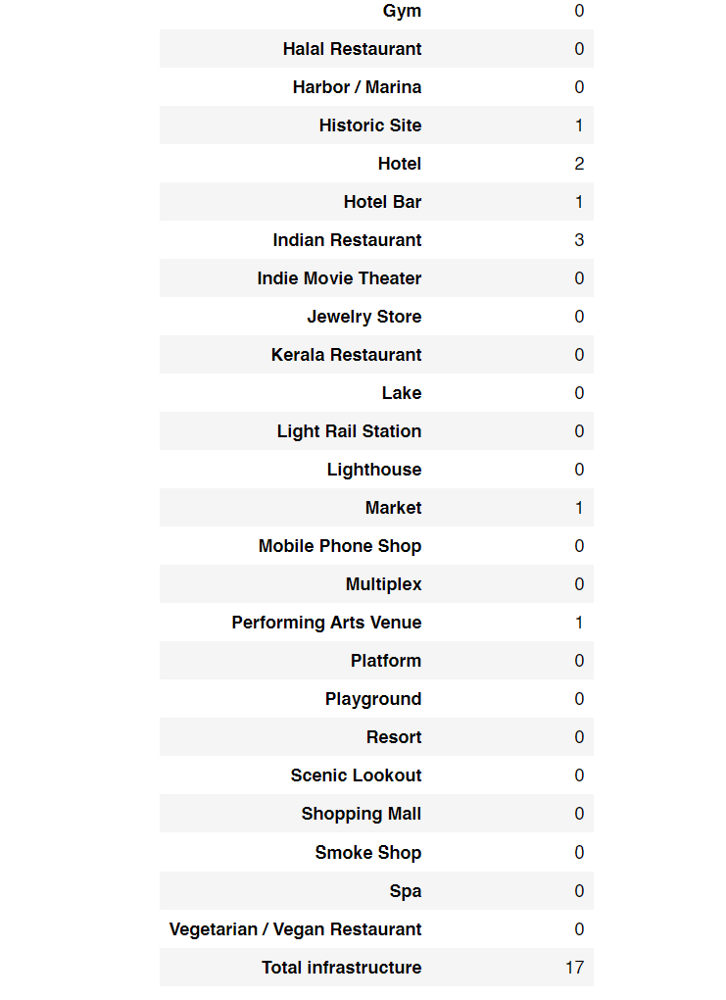 Gym 0
Halal Restaurant 0
Harbor / Marina 0
Historic Site 1
Hotel 2
Hotel Bar 1
Indian Restaurant 3
Indie Movie Theater 0
Jewelry Store 0
Kerala Restaurant 0
Lake 0
Light Rail Station 0
Lighthouse 0
Market 1
Mobile Phone Shop 0
Multiplex 0
Performing Arts Venue 1
Platform 0
Playground 0
Resort 0
Scenic Lookout 0
Shopping Mall 0
Smoke Shop 0
Spa 0
Vegetarian / Vegan Restaurant 0
Total infrastructure 17